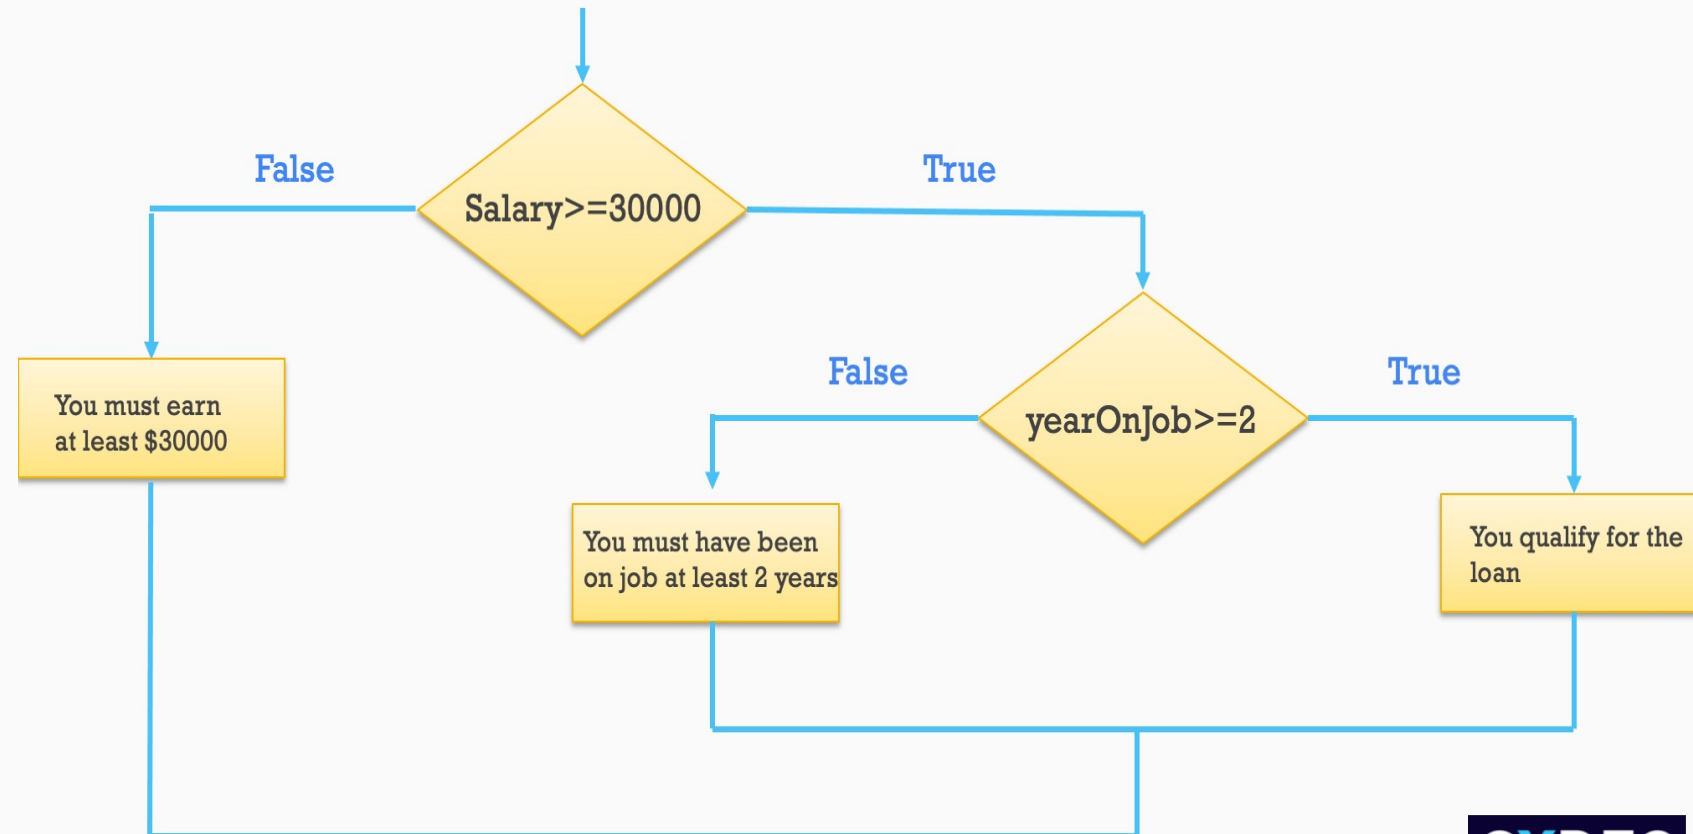 False
True
Salary>=30000
False
True
You must earn
at least $30000
yearOnJob>=2
You must have been
on job at least 2 years
You qualify for the
loan